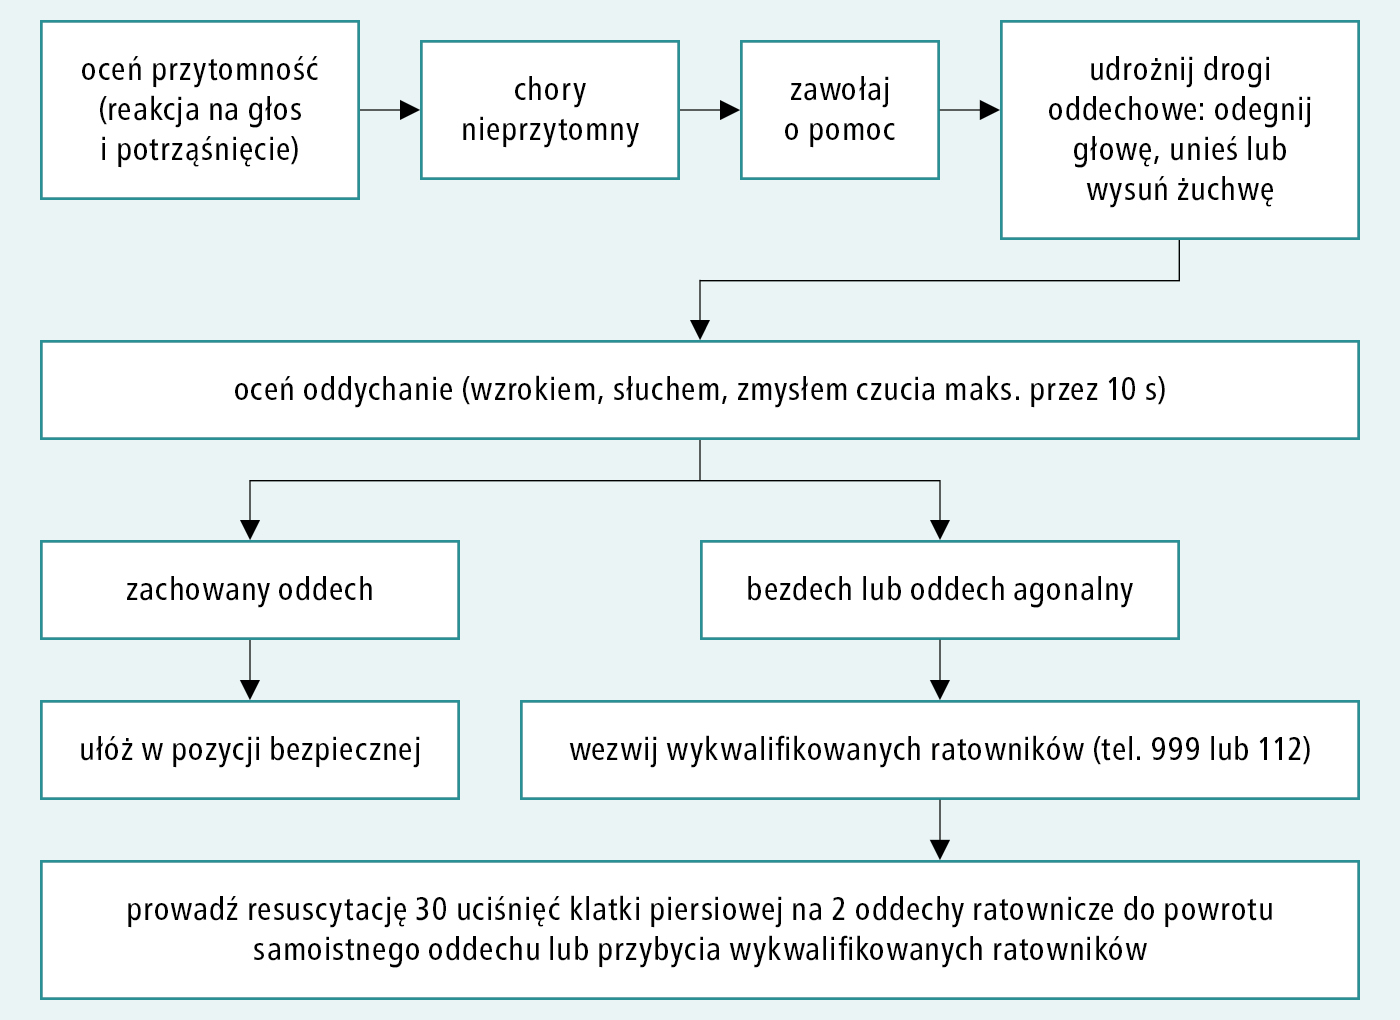 oceń przytomność
(reakcja na głos
i potrząśnięcie)
chory
nieprzytomny
zawołaj
o pomoc
udrożnij drogi
oddechowe: odegnij
głowę, unieś lub
wysuń żuchwę
oceń oddychanie (wzrokiem, słuchem, zmysłem czucia maks. przez 10 s)
zachowany oddech
bezdech lub oddech agonalny
ułóż w pozycji bezpiecznej
wezwij wykwalifikowanych ratowników (tel. 999 lub 112)
prowadź resuscytację 30 uciśnięć klatki piersiowej na 2 oddechy ratownicze do powrotu
samoistnego oddechu lub przybycia wykwalifikowanych ratowników